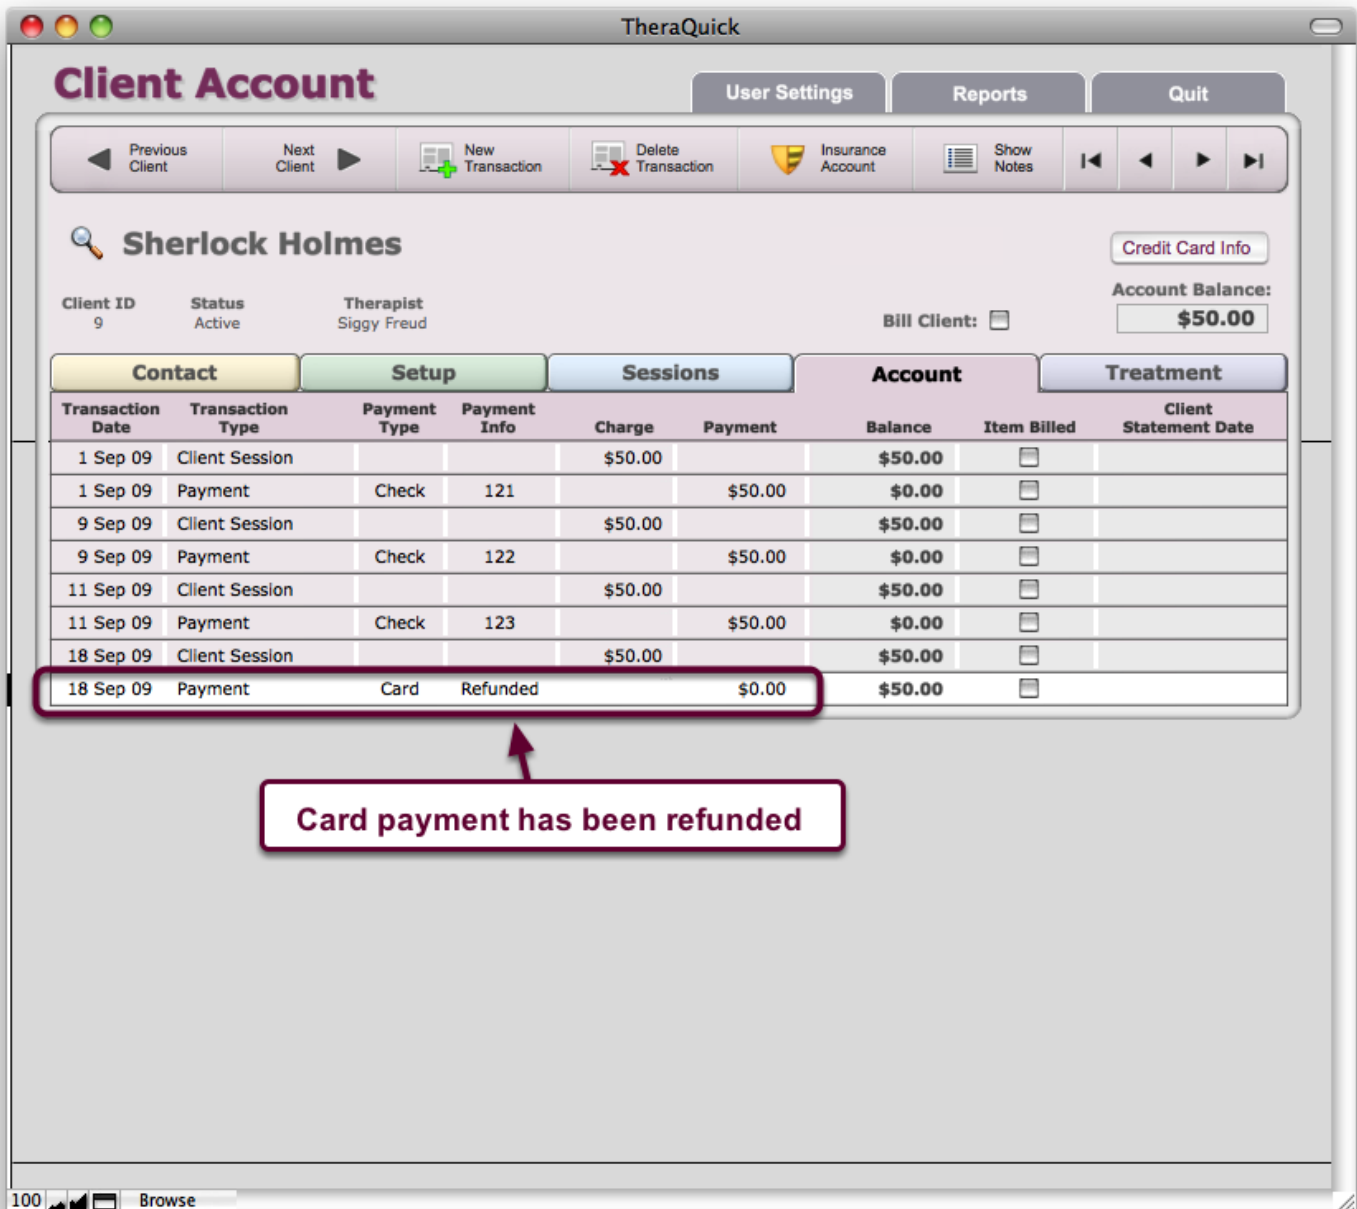 TheraQuick
Client Account
User Settings
Reports
Quit
Previous
Client
Next
Client
New
Transaction
Delete
Transaction
Insurance
Account
Show
Notes
Sherlock Holmes
Credit Card Info
Client ID
9
Status
Active
Therapist
Siggy Freud
Bill Client:
Account Balance:
$50.00
Contact Setup Sessions Account Treatment
Transaction Date Transaction Type Payment Type Payment Info Charge Payment Balance Item Billed Client Statement Date
1 Sep 09 Client Session $50.00 $50.00
1 Sep 09 Payment Check 121 $50.00 $0.00
9 Sep 09 Client Session $50.00 $50.00
9 Sep 09 Payment Check 122 $50.00 $0.00
11 Sep 09 Client Session $50.00 $50.00
11 Sep 09 Payment Check 123 $50.00 $0.00
18 Sep 09 Client Session $50.00 $50.00
18 Sep 09 Payment Card Refunded $0.00 $50.00
Card payment has been refunded
100 Browse